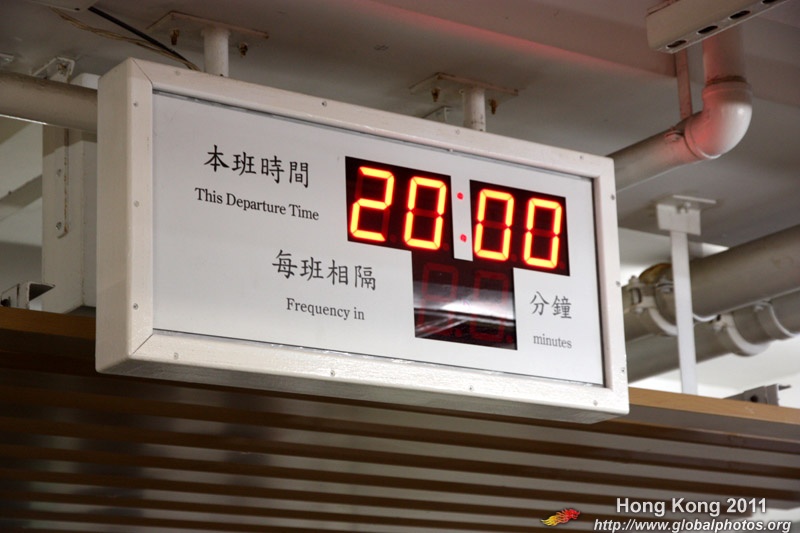 本班時間
This Departure Time
20:00
每班相隔
Frequency in
分鐘
minutes
Hong Kong 2011
http://www.globalphotos.org